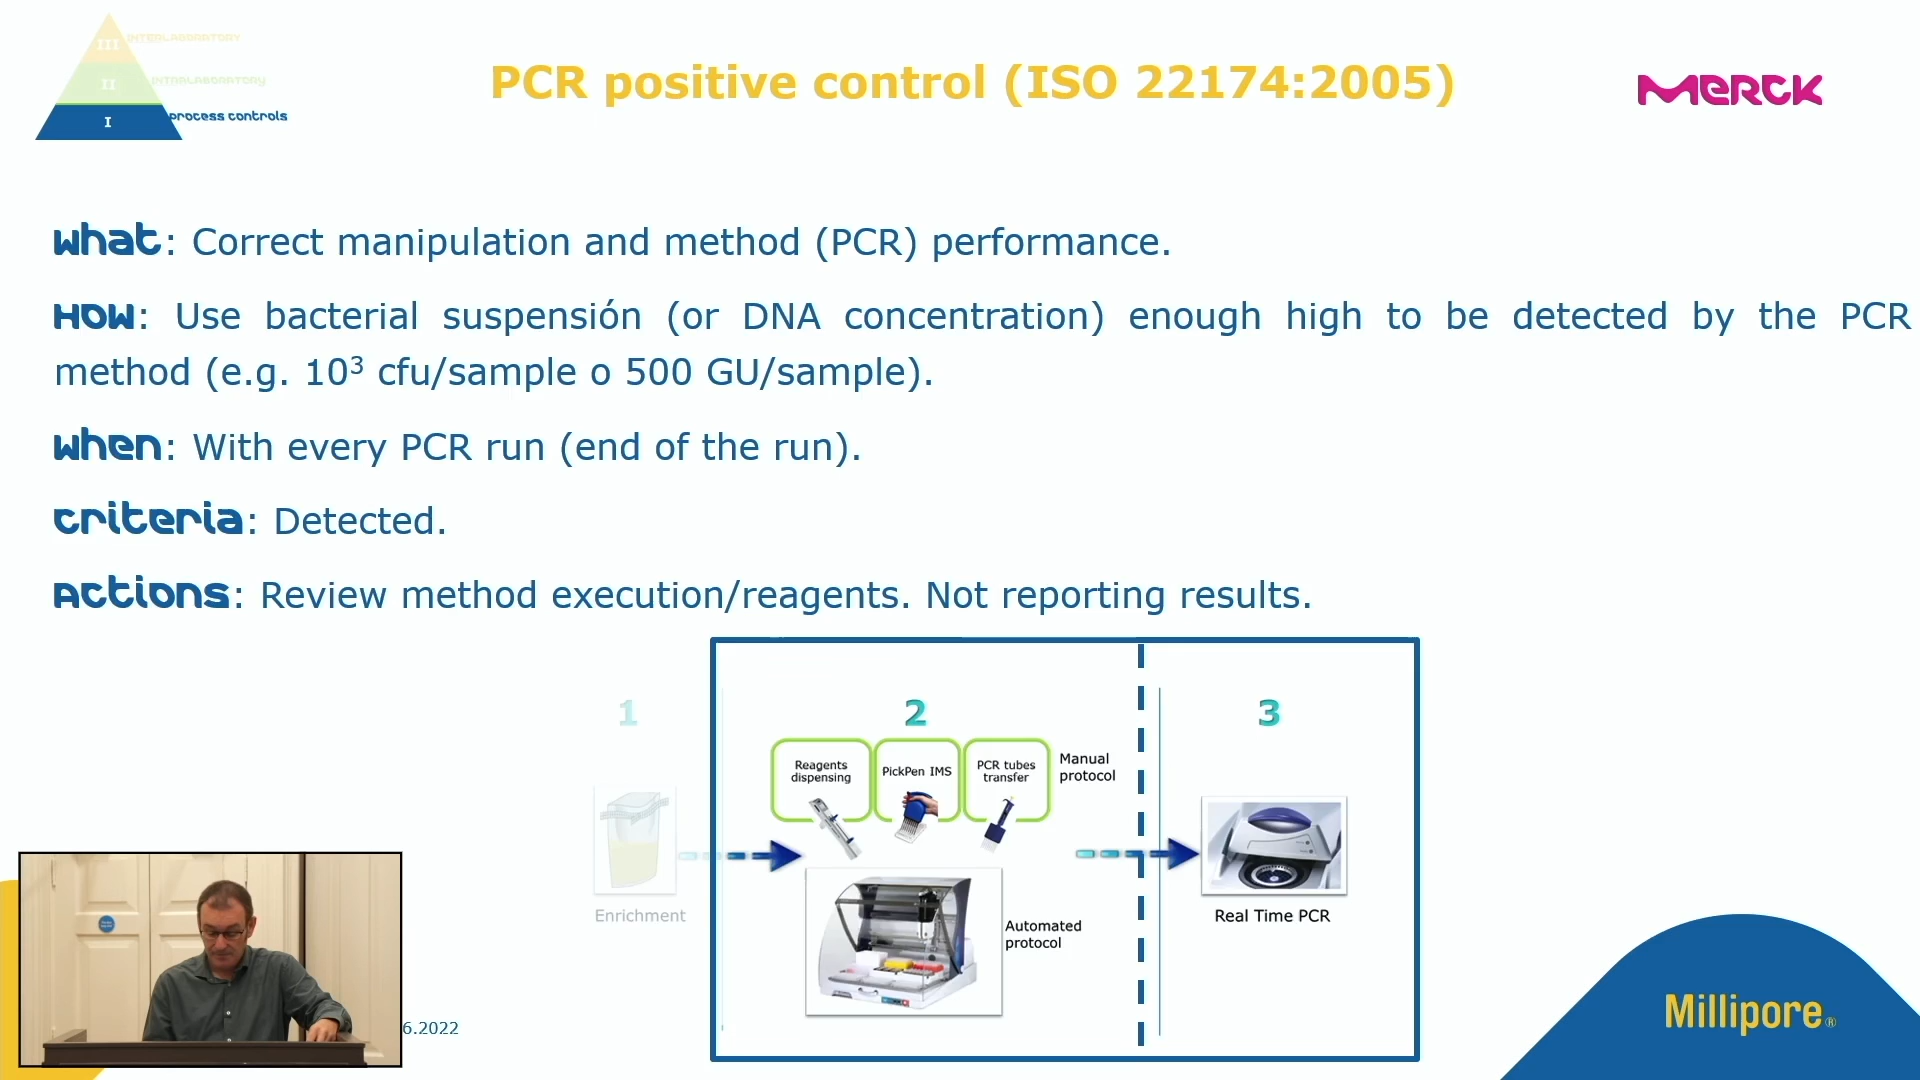 III INTERLABORATORY
II INTRALABORATORY
I Process controls
PCR positive control (ISO 22174:2005)
MERCK
What: Correct manipulation and method (PCR) performance.
How: Use bacterial suspensión (or DNA concentration) enough high to be detected by the PCR
method (e.g. 10³ cfu/sample o 500 GU/sample).
When: With every PCR run (end of the run).
Criteria: Detected.
Actions: Review method execution/reagents. Not reporting results.
1
2
3
Reagents
dispensing
PickPen IMS
PCR tubes
transfer
Manual
protocol
Enrichment
Automated
protocol
Real Time PCR
6.2022
Millipore®